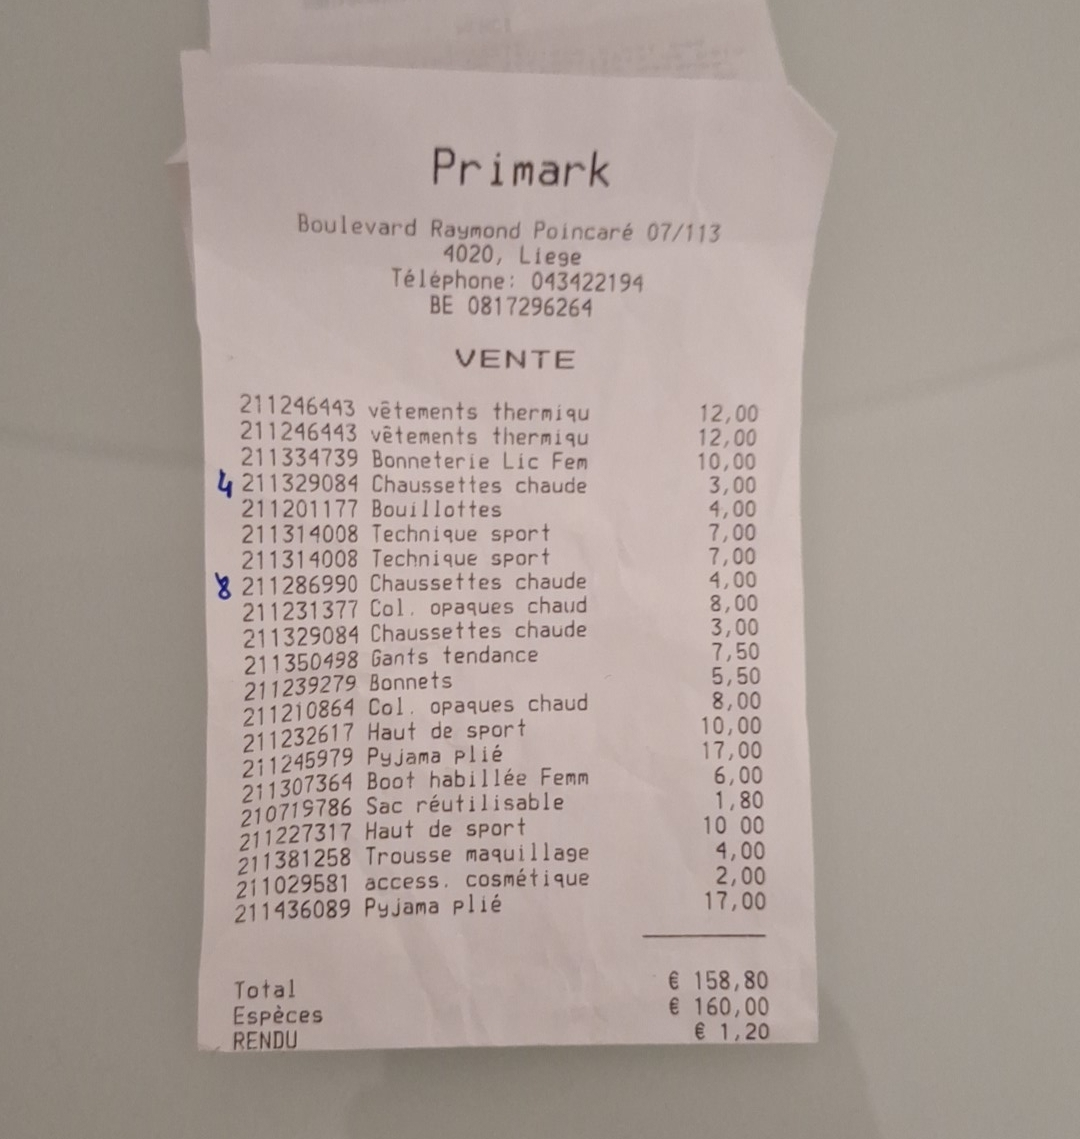 Primark
Boulevard Raymond Poincaré 07/113
4020, Liege
Téléphone: 043422194
BE 0817296264
VENTE
211246443 vêtements thermiqu 12,00
211246443 vêtements thermiqu 12,00
211334739 Bonneterie Lic Fem 10,00
4 211329084 Chaussettes chaude 3,00
211201177 Bouillottes 4,00
211314008 Technique sport 7,00
211314008 Technique sport 7,00
8 211286990 Chaussettes chaude 4,00
211231377 Col. opaques chaud 8,00
211329084 Chaussettes chaude 3,00
211350498 Gants tendance 7,50
211239279 Bonnets 5,50
211210864 Col. opaques chaud 8,00
211232617 Haut de sport 10,00
211245979 Pyjama plié 17,00
211307364 Boot habillée Femm 6,00
210719786 Sac réutilisable 1,80
211227317 Haut de sport 10 00
211381258 Trousse maquillage 4,00
211029581 access. cosmétique 2,00
211436089 Pyjama plié 17,00
Total € 158,80
Espèces € 160,00
RENDU € 1,20